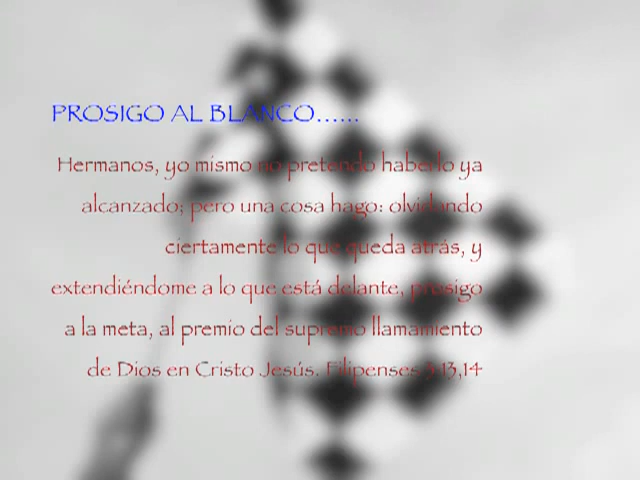 PROSIGO AL BLANCO......
Hermanos, yo mismo no pretendo haberlo ya
alcanzado; pero una cosa hago: olvidando
ciertamente lo que queda atrás, y
extendiéndome a lo que está delante, prosigo
a la meta, al premio del supremo llamamiento
de Dios en Cristo Jesús. Filipenses 3:13,14